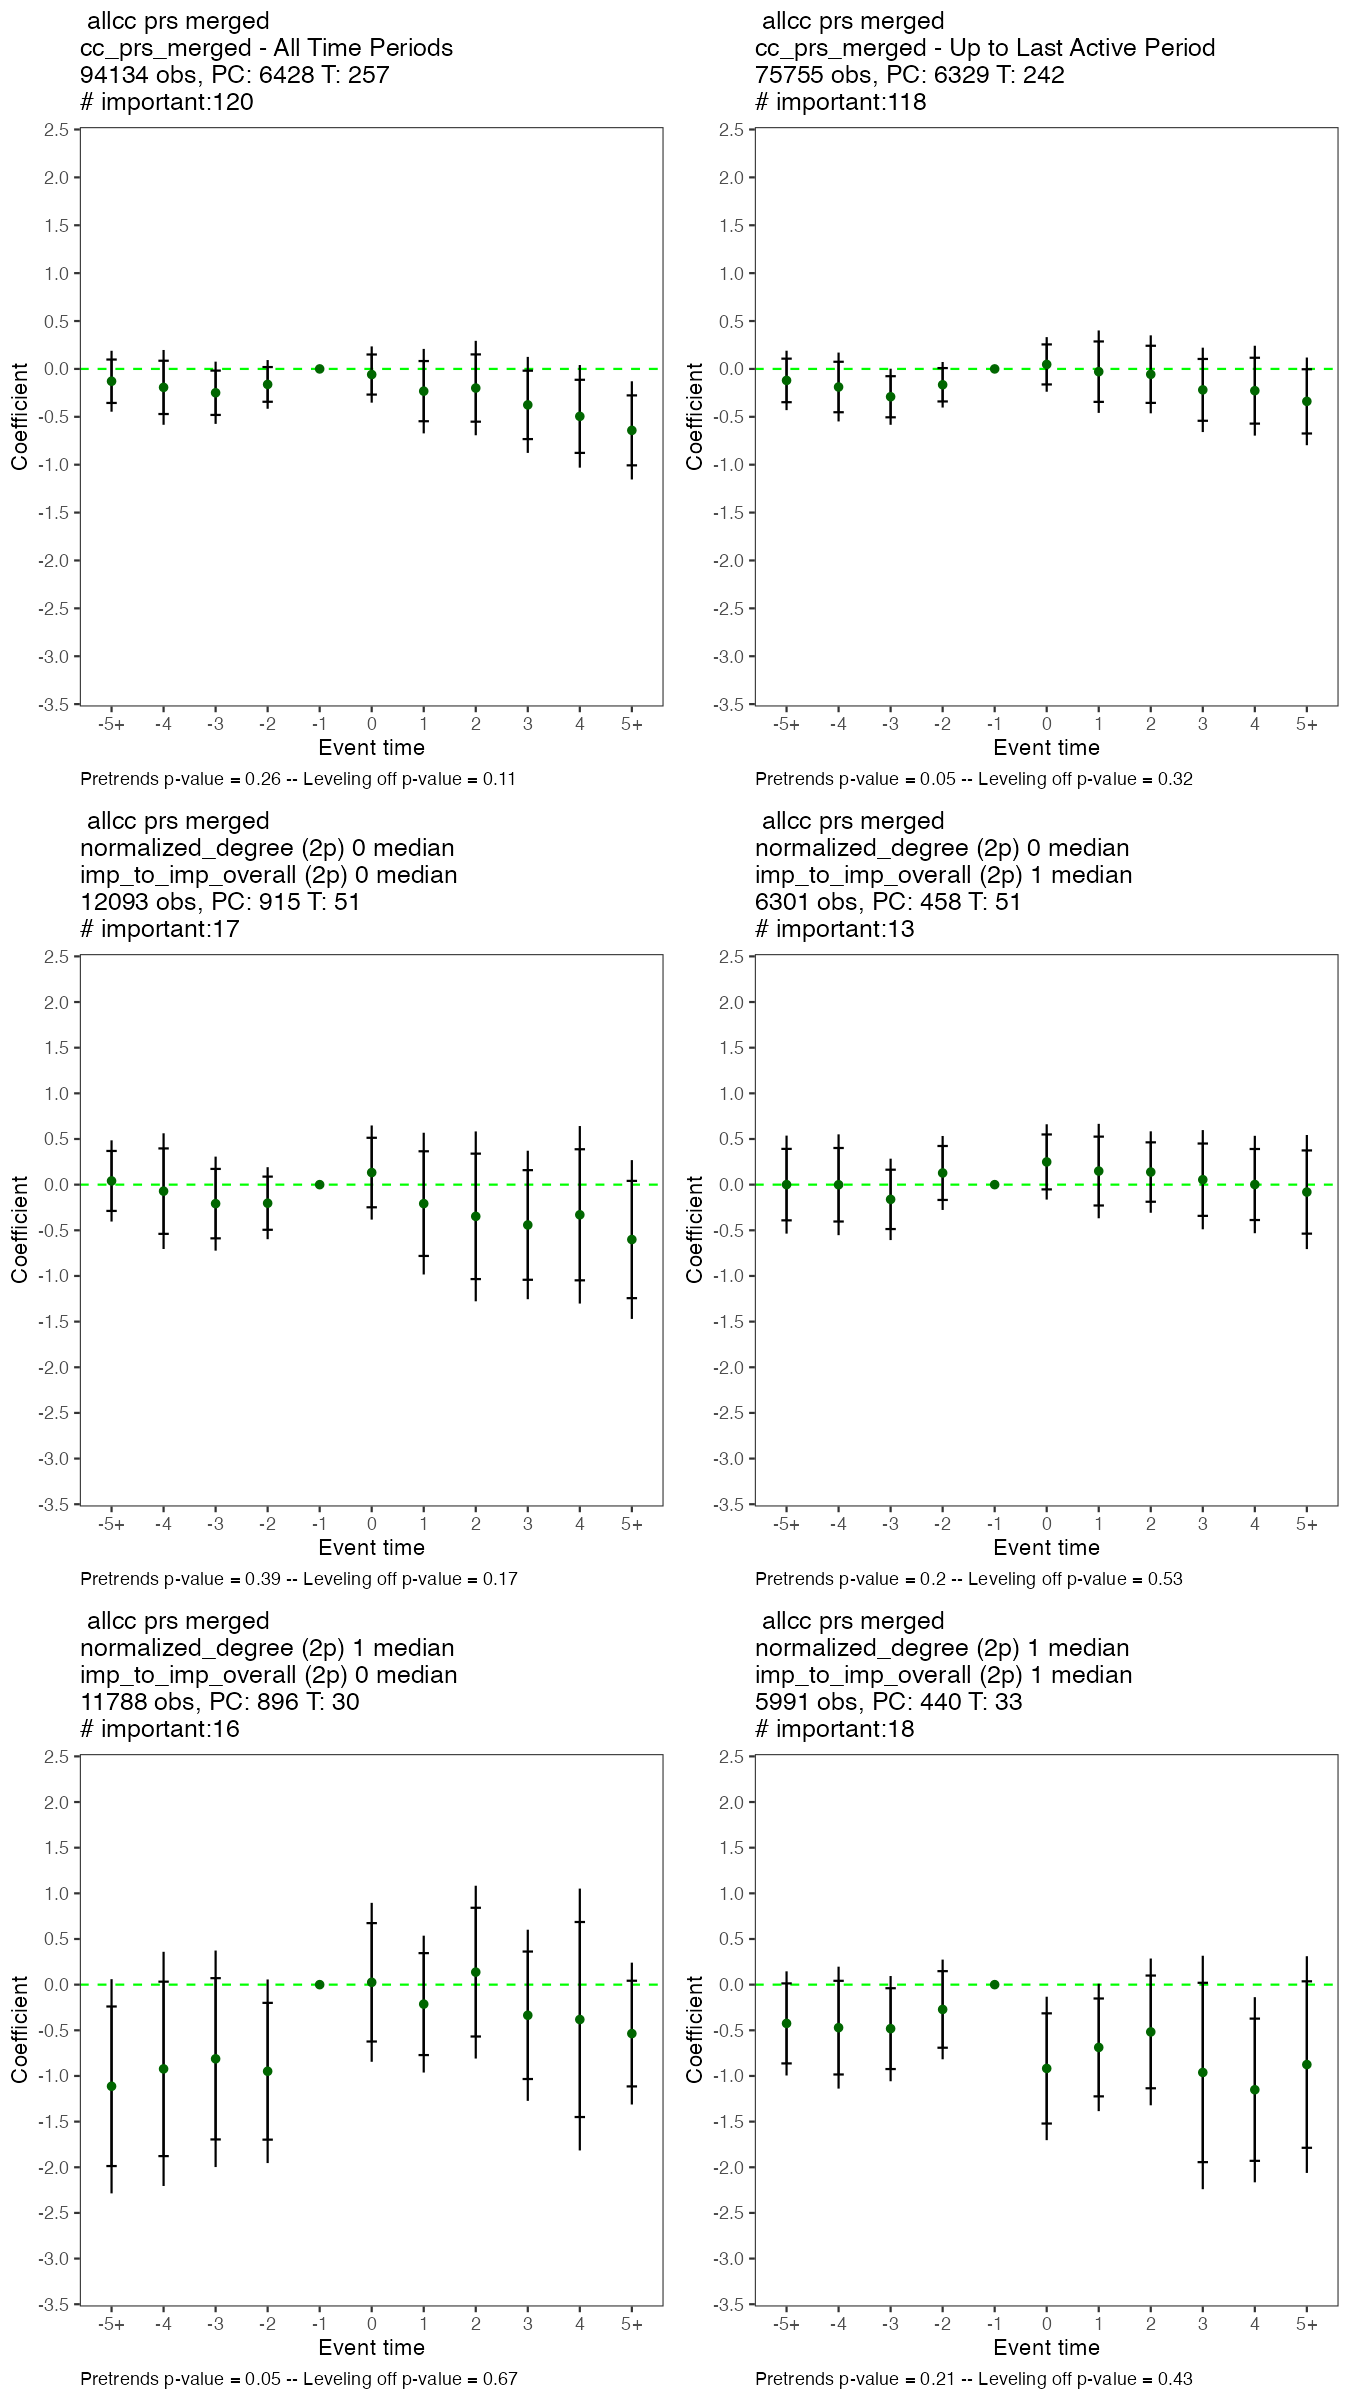 allcc prs merged
cc_prs_merged - All Time Periods
94134 obs, PC: 6428 T: 257
# important:120
2.5
2.0
1.5
1.0
0.5
0.0
-0.5
-1.0
-1.5
-2.0
-2.5
-3.0
-3.5
Coefficient
-5+ -4 -3 -2 -1 0 1 2 3 4 5+
Event time
Pretrends p-value = 0.26 -- Leveling off p-value = 0.11
allcc prs merged
cc_prs_merged - Up to Last Active Period
75755 obs, PC: 6329 T: 242
# important:118
2.5
2.0
1.5
1.0
0.5
0.0
-0.5
-1.0
-1.5
-2.0
-2.5
-3.0
-3.5
Coefficient
-5+ -4 -3 -2 -1 0 1 2 3 4 5+
Event time
Pretrends p-value = 0.05 -- Leveling off p-value = 0.32
allcc prs merged
normalized_degree (2p) 0 median
imp_to_imp_overall (2p) 0 median
12093 obs, PC: 915 T: 51
# important:17
2.5
2.0
1.5
1.0
0.5
0.0
-0.5
-1.0
-1.5
-2.0
-2.5
-3.0
-3.5
Coefficient
-5+ -4 -3 -2 -1 0 1 2 3 4 5+
Event time
Pretrends p-value = 0.39 -- Leveling off p-value = 0.17
allcc prs merged
normalized_degree (2p) 0 median
imp_to_imp_overall (2p) 1 median
6301 obs, PC: 458 T: 51
# important:13
2.5
2.0
1.5
1.0
0.5
0.0
-0.5
-1.0
-1.5
-2.0
-2.5
-3.0
-3.5
Coefficient
-5+ -4 -3 -2 -1 0 1 2 3 4 5+
Event time
Pretrends p-value = 0.2 -- Leveling off p-value = 0.53
allcc prs merged
normalized_degree (2p) 1 median
imp_to_imp_overall (2p) 0 median
11788 obs, PC: 896 T: 30
# important:16
2.5
2.0
1.5
1.0
0.5
0.0
-0.5
-1.0
-1.5
-2.0
-2.5
-3.0
-3.5
Coefficient
-5+ -4 -3 -2 -1 0 1 2 3 4 5+
Event time
Pretrends p-value = 0.05 -- Leveling off p-value = 0.67
allcc prs merged
normalized_degree (2p) 1 median
imp_to_imp_overall (2p) 1 median
5991 obs, PC: 440 T: 33
# important:18
2.5
2.0
1.5
1.0
0.5
0.0
-0.5
-1.0
-1.5
-2.0
-2.5
-3.0
-3.5
Coefficient
-5+ -4 -3 -2 -1 0 1 2 3 4 5+
Event time
Pretrends p-value = 0.21 -- Leveling off p-value = 0.43